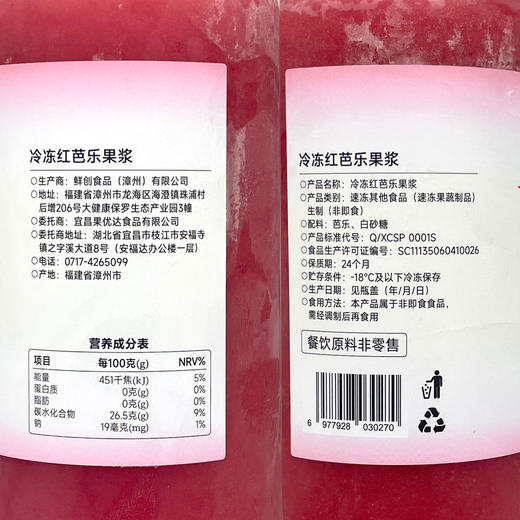 冷冻红芭乐果浆
生产商：鲜创食品（漳州）有限公司
地址：福建省漳州市龙海区海澄镇珠浦村
后增206号大健康保罗生态产业园3幢
委托商：宜昌果优达食品有限公司
地址：湖北省宜昌市枝江市安福寺
镇之字溪大道8号（安福达办公楼一层）
电话：0717-4265099
产地：福建省漳州市
营养成分表
项目 每100克(g) NRV%
能量 451千焦(kJ) 5%
蛋白质 0克(g) 0%
脂肪 0克(g) 0%
碳水化合物 26.5克(g) 9%
钠 19毫克(mg) 1%
冷冻红芭乐果浆
产品名称：冷冻红芭乐果浆
产品类别：速冻其他食品（速冻果蔬制品）
生制（非即食）
配料：芭乐、白砂糖
产品标准代号：Q/XCSP 0001S
食品生产许可证编号：SC11135060410026
保质期：24个月
贮存条件：-18℃及以下冷冻保存
生产日期：见瓶盖（年/月/日）
食用方法：本产品属于非即食食品，
需经调制后再食用
餐饮原料非零售
6 977928 030270